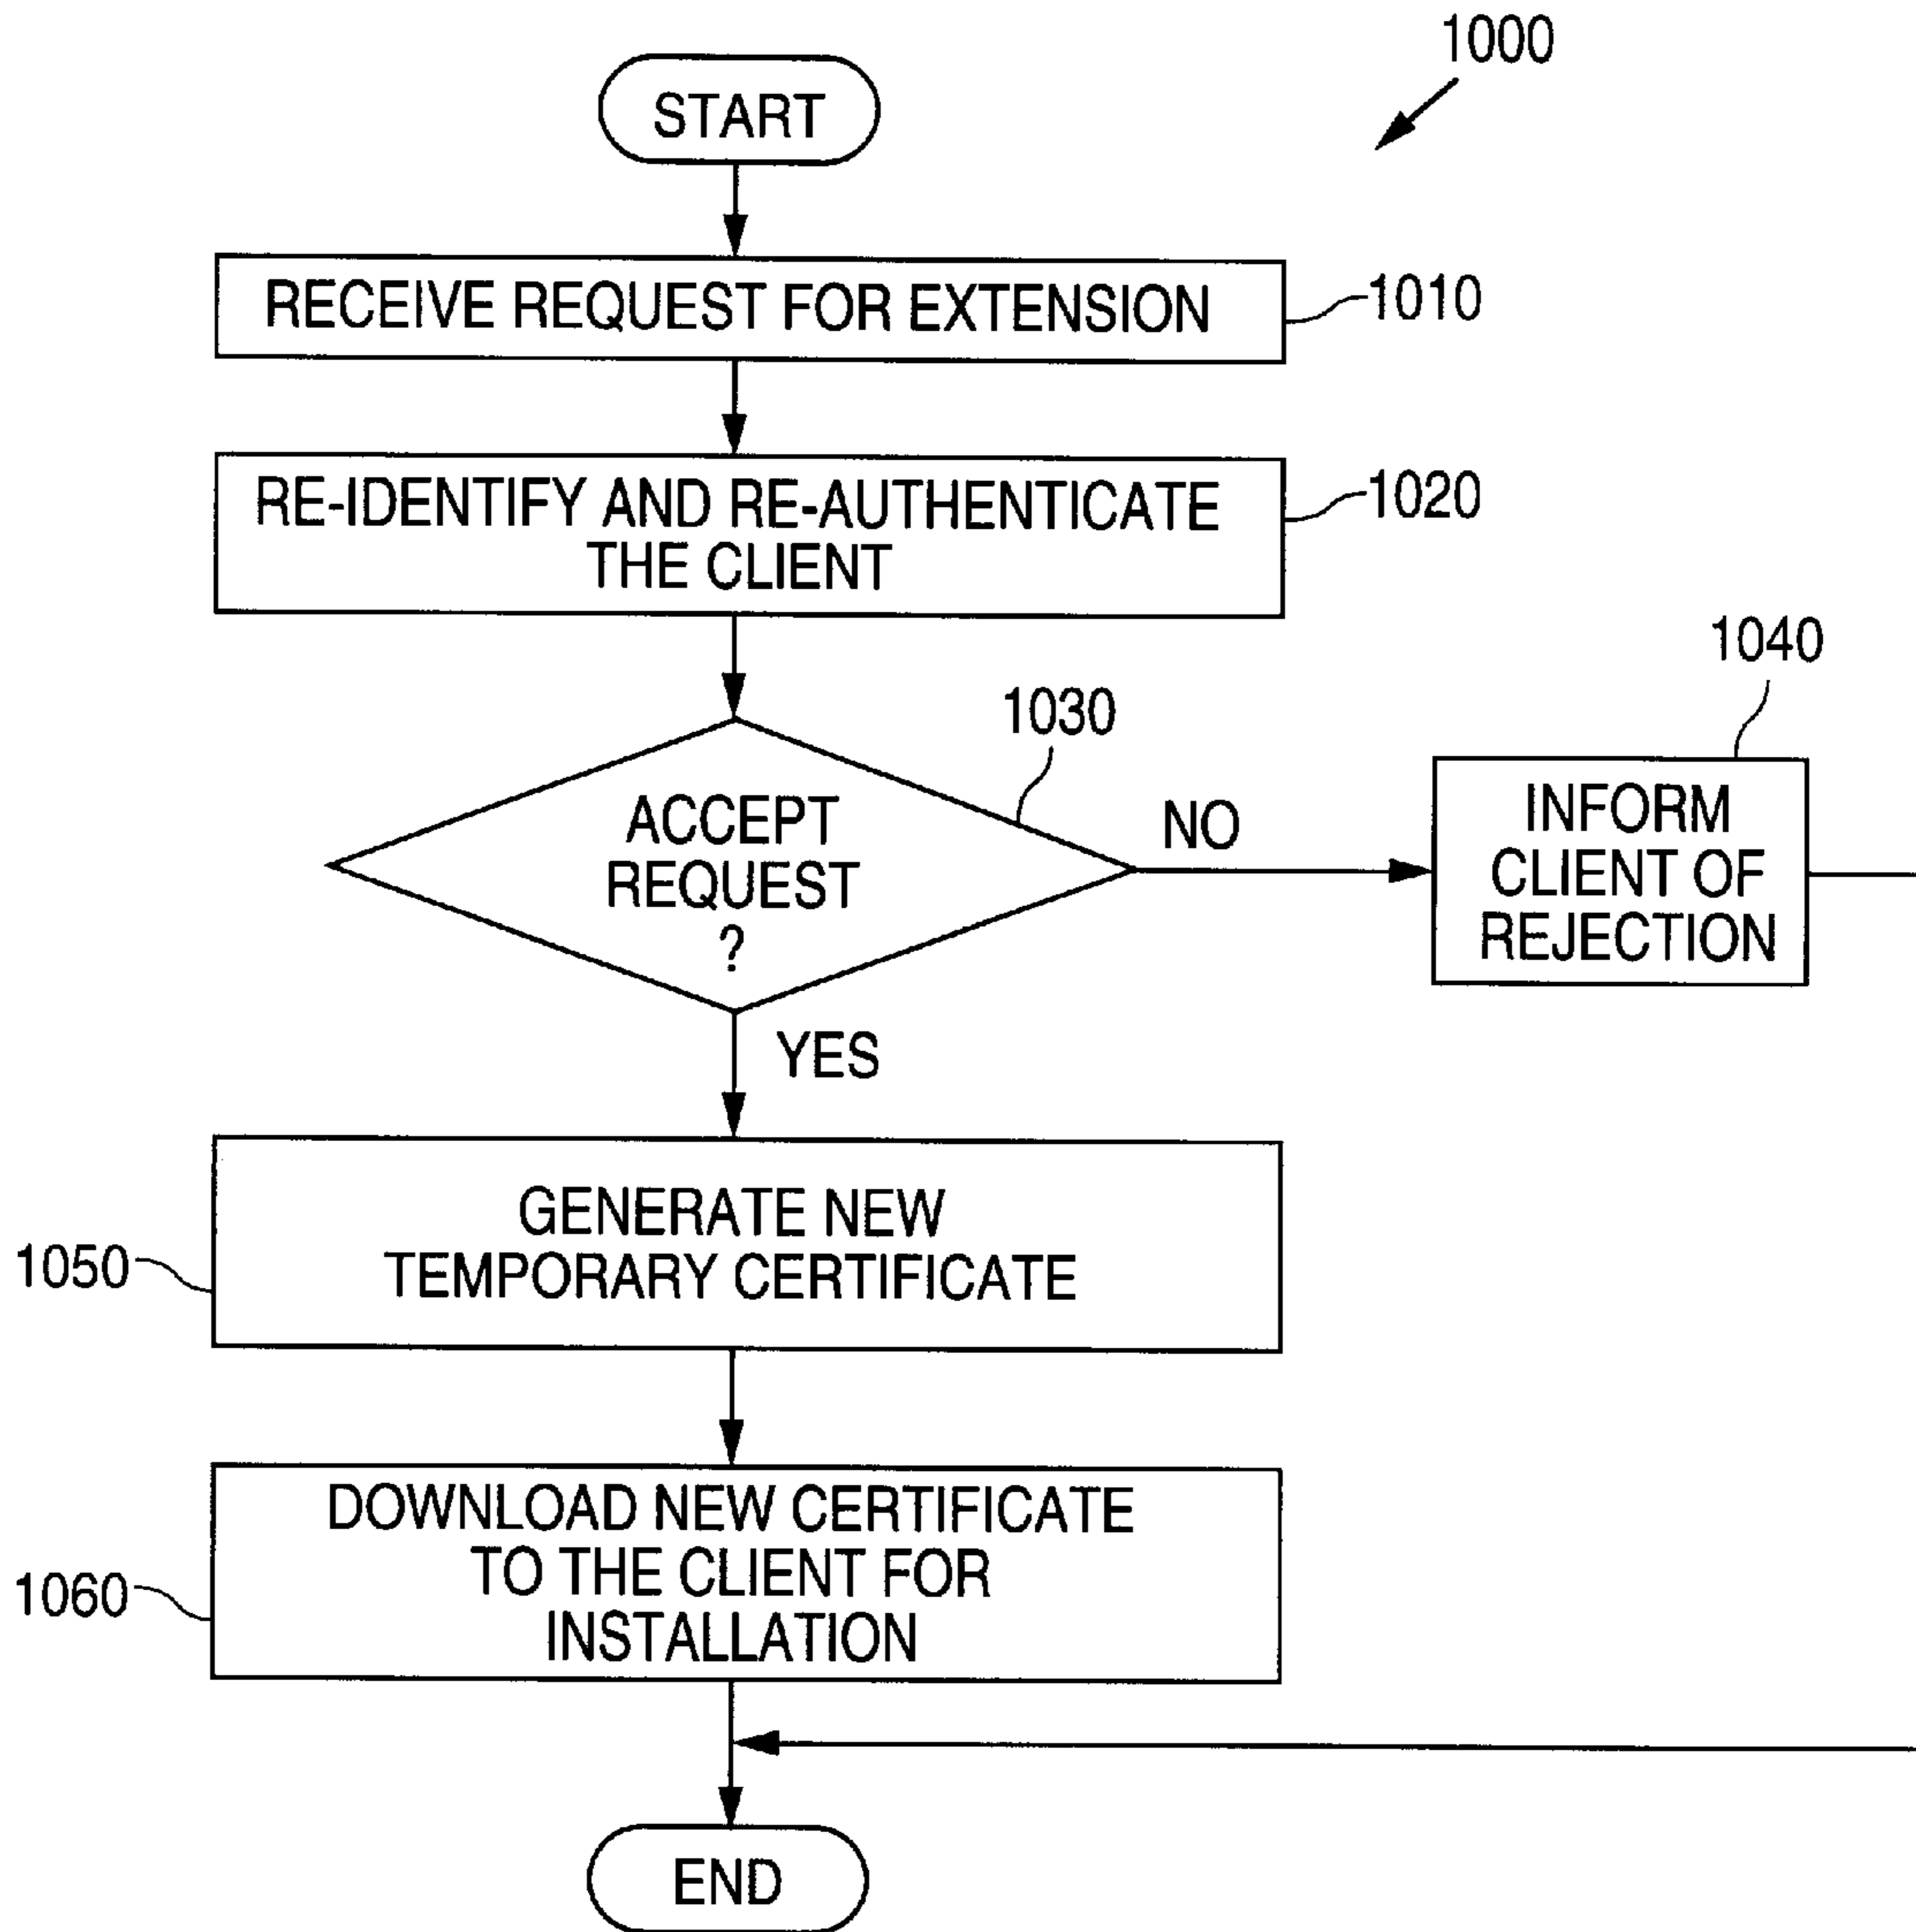 1000
START
RECEIVE REQUEST FOR EXTENSION
1010
RE-IDENTIFY AND RE-AUTHENTICATE
THE CLIENT
1020
1030
ACCEPT
REQUEST
?
NO
1040
INFORM
CLIENT OF
REJECTION
YES
GENERATE NEW
TEMPORARY CERTIFICATE
1050
DOWNLOAD NEW CERTIFICATE
TO THE CLIENT FOR
INSTALLATION
1060
END